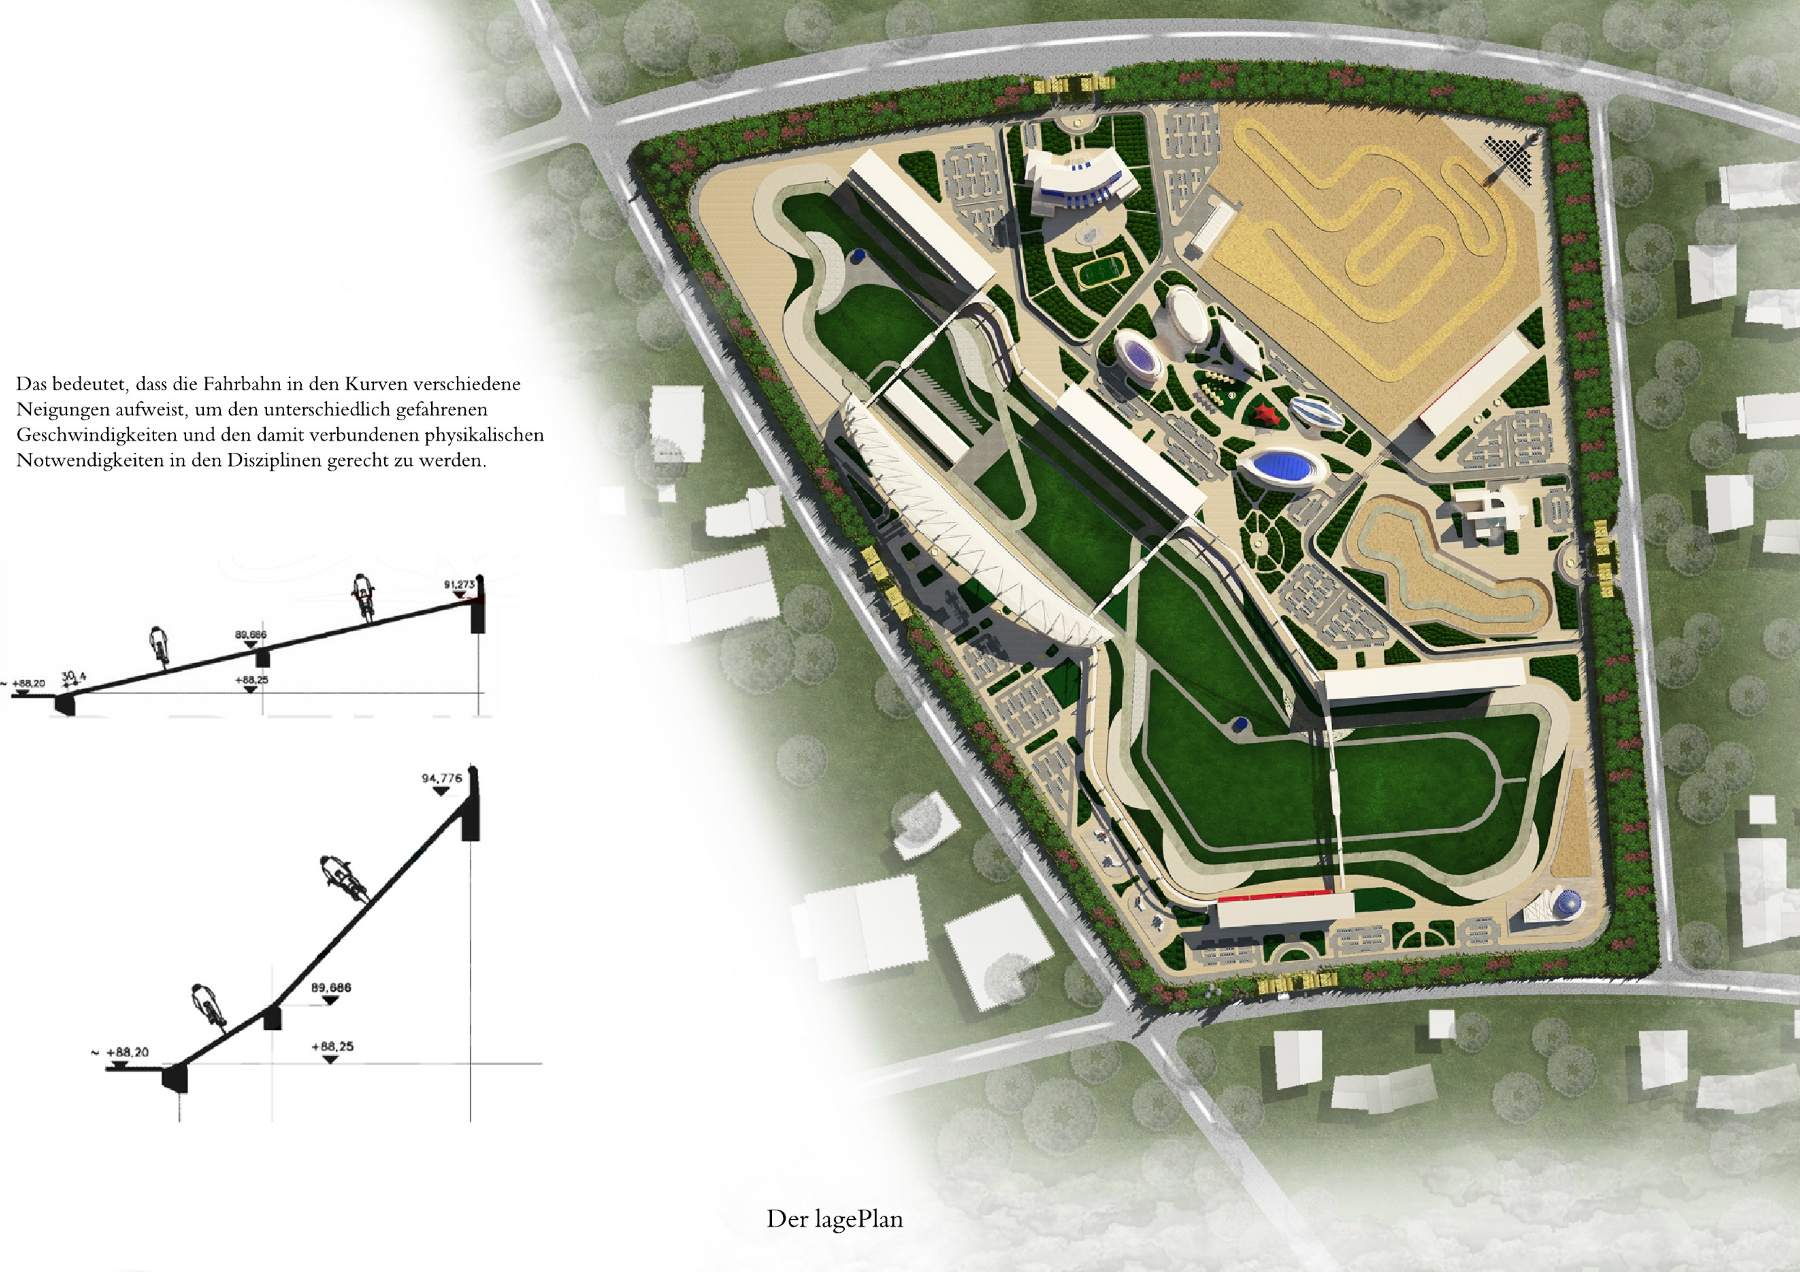 Das bedeutet, dass die Fahrbahn in den Kurven verschiedene
Neigungen aufweist, um den unterschiedlich gefahrenen
Geschwindigkeiten und den damit verbundenen physikalischen
Notwendigkeiten in den Disziplinen gerecht zu werden.
91,273
89,686
~ +88,20
+88,25
94,776
89,686
~ +88,20
+88,25
Der lagePlan